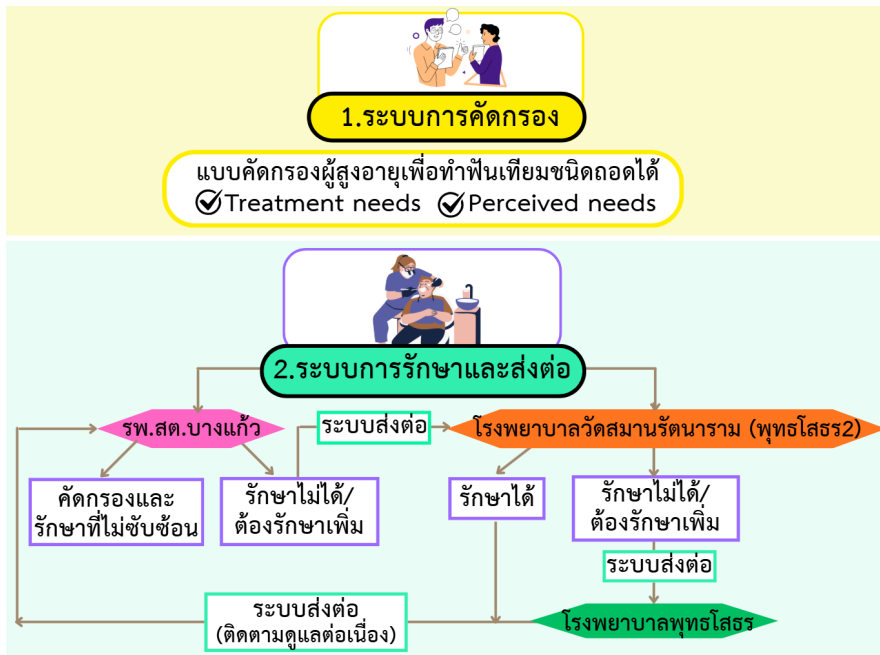 1.ระบบการคัดกรอง
แบบคัดกรองผู้สูงอายุเพื่อทำฟันเทียมชนิดถอดได้
Treatment needs Perceived needs
2.ระบบการรักษาและส่งต่อ
รพ.สต.บางแก้ว
ระบบส่งต่อ
โรงพยาบาลวัดสมานรัตนาราม (พุทธโสธร2)
คัดกรองและ
รักษาที่ไม่ซับซ้อน
รักษาไม่ได้/
ต้องรักษาเพิ่ม
รักษาได้
รักษาไม่ได้/
ต้องรักษาเพิ่ม
ระบบส่งต่อ
ระบบส่งต่อ
(ติดตามดูแลต่อเนื่อง)
โรงพยาบาลพุทธโสธร